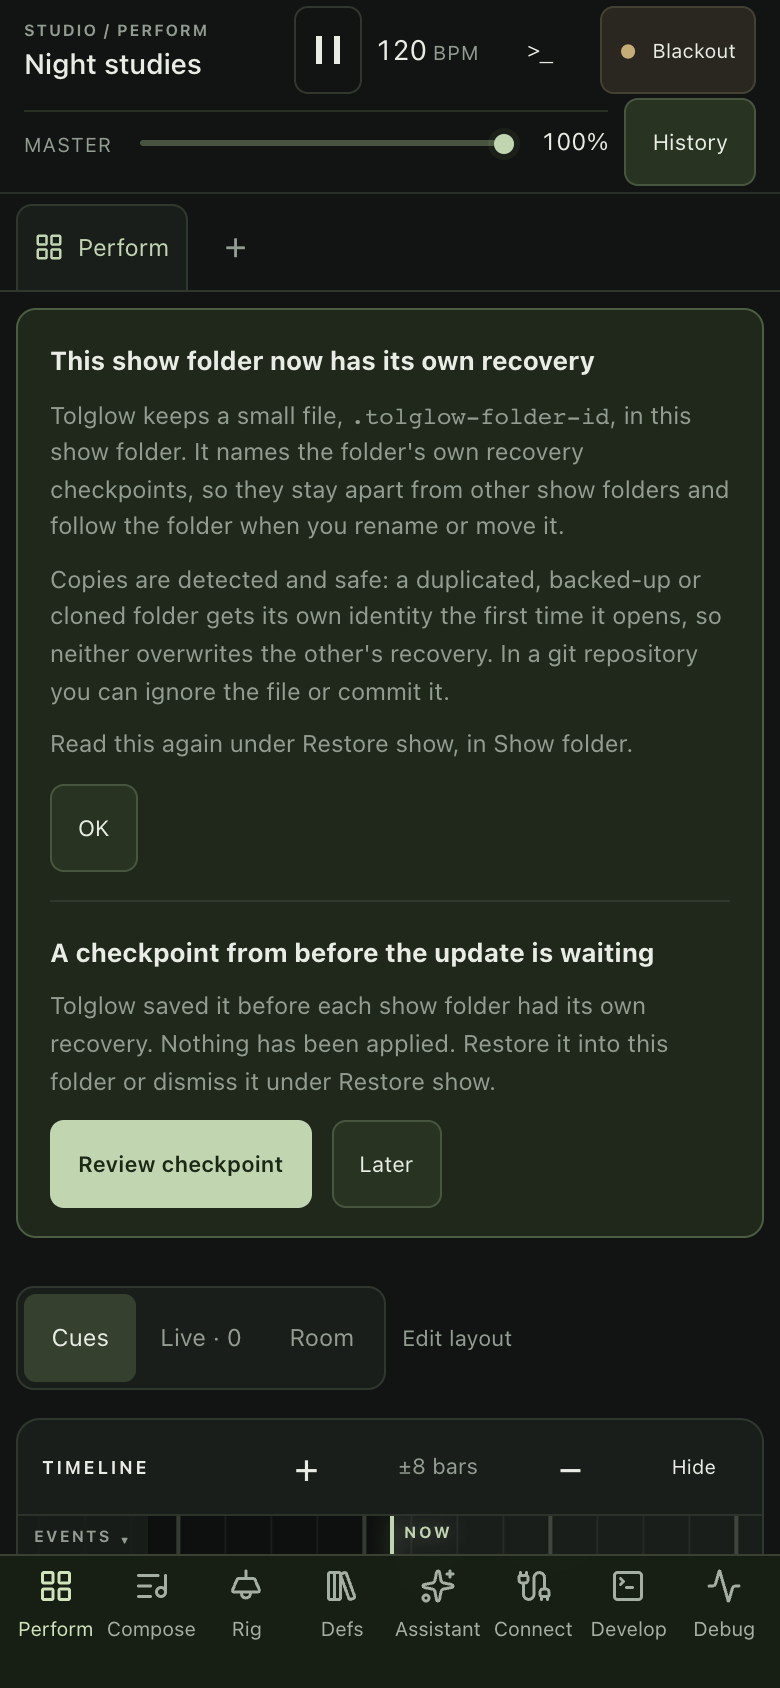 STUDIO / PERFORM
Night studies
120 BPM
>_
Blackout
MASTER
100%
History
Perform
+
This show folder now has its own recovery
Tolglow keeps a small file, .tolglow-folder-id, in this
show folder. It names the folder's own recovery
checkpoints, so they stay apart from other show folders and
follow the folder when you rename or move it.
Copies are detected and safe: a duplicated, backed-up or
cloned folder gets its own identity the first time it opens, so
neither overwrites the other's recovery. In a git repository
you can ignore the file or commit it.
Read this again under Restore show, in Show folder.
OK
A checkpoint from before the update is waiting
Tolglow saved it before each show folder had its own
recovery. Nothing has been applied. Restore it into this
folder or dismiss it under Restore show.
Review checkpoint
Later
Cues
Live · 0
Room
Edit layout
TIMELINE
+
±8 bars
−
Hide
EVENTS ▾
NOW
Perform
Compose
Rig
Defs
Assistant
Connect
Develop
Debug